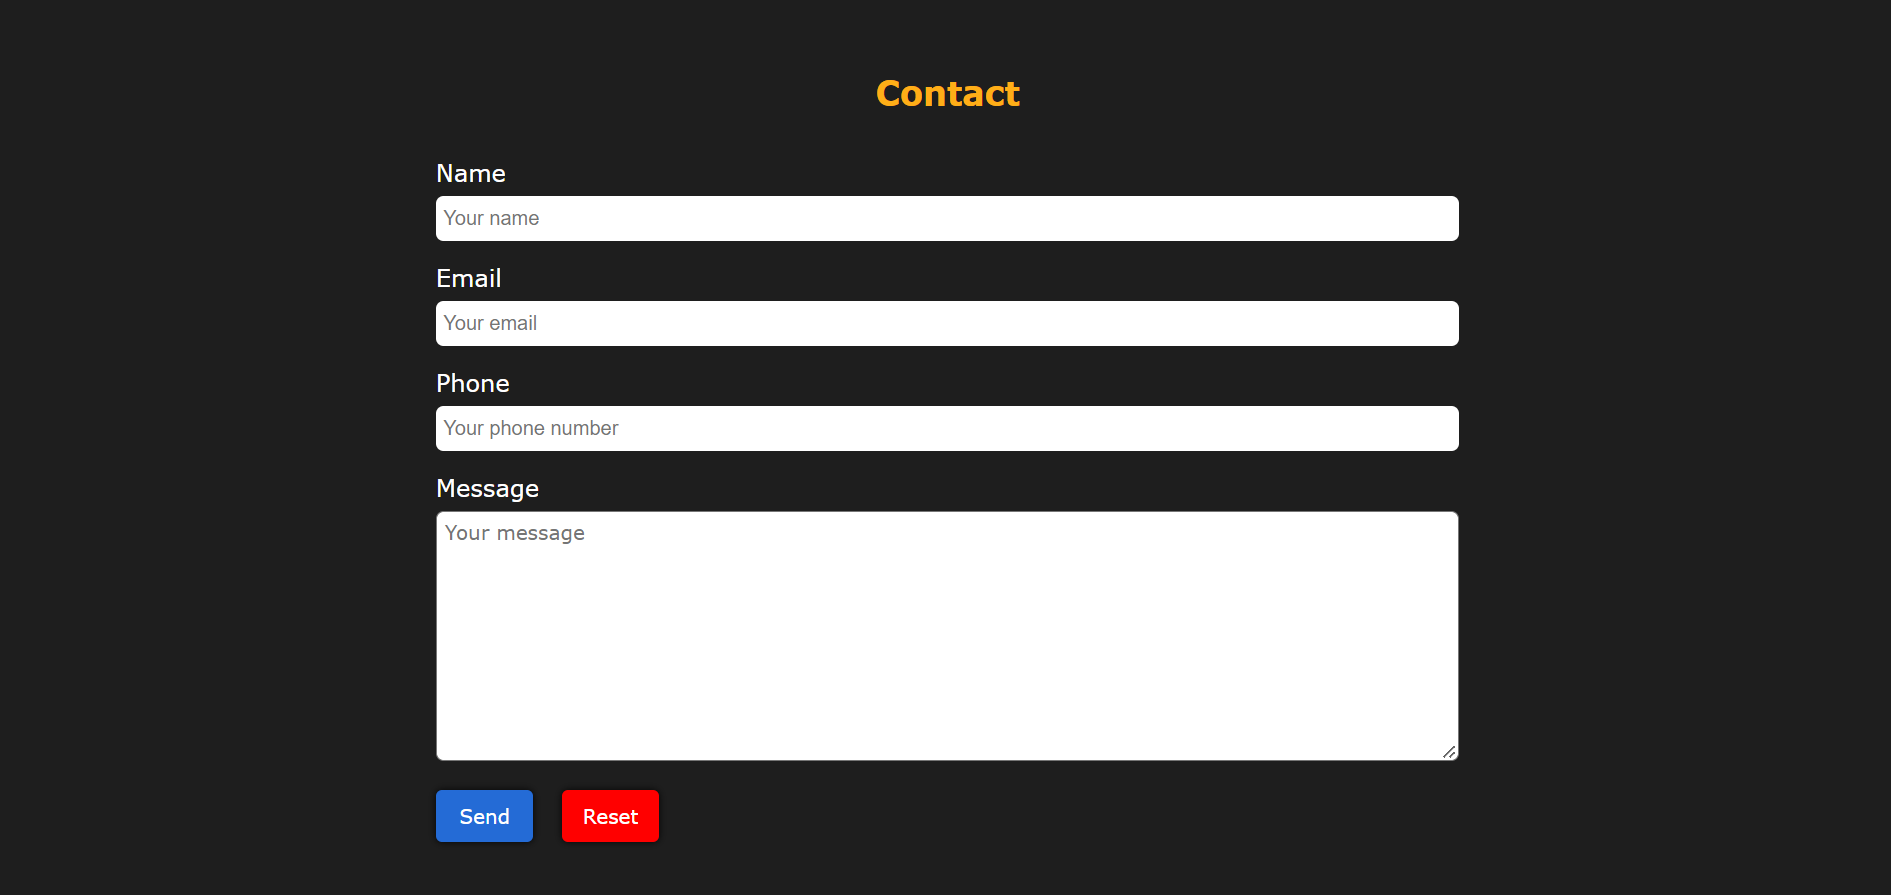 Contact
Name
Your name
Email
Your email
Phone
Your phone number
Message
Your message
Send Reset